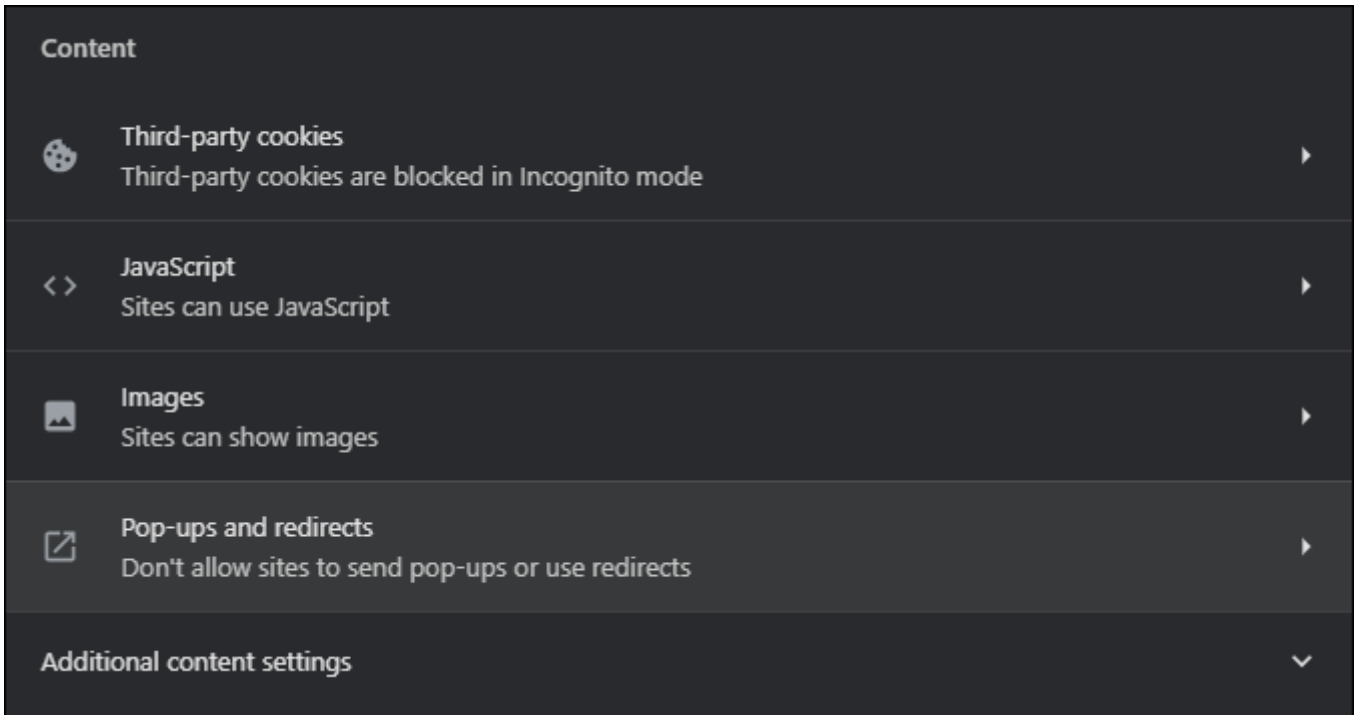 Content
Third-party cookies
Third-party cookies are blocked in Incognito mode
JavaScript
Sites can use JavaScript
Images
Sites can show images
Pop-ups and redirects
Don't allow sites to send pop-ups or use redirects
Additional content settings